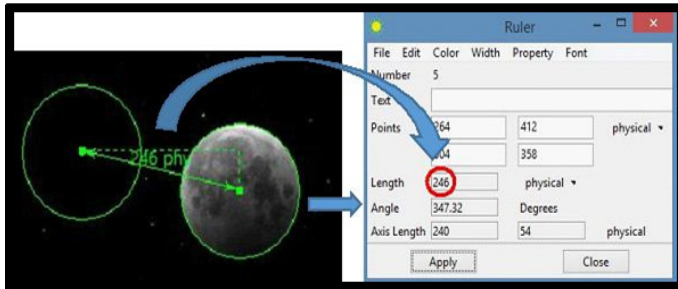 246 phy
Ruler
File Edit Color Width Property Font
Number 5
Text
Points 264 412 physical
358
Length 246 physical
Angle 347.32 Degrees
Axis Length 240 54 physical
Apply Close